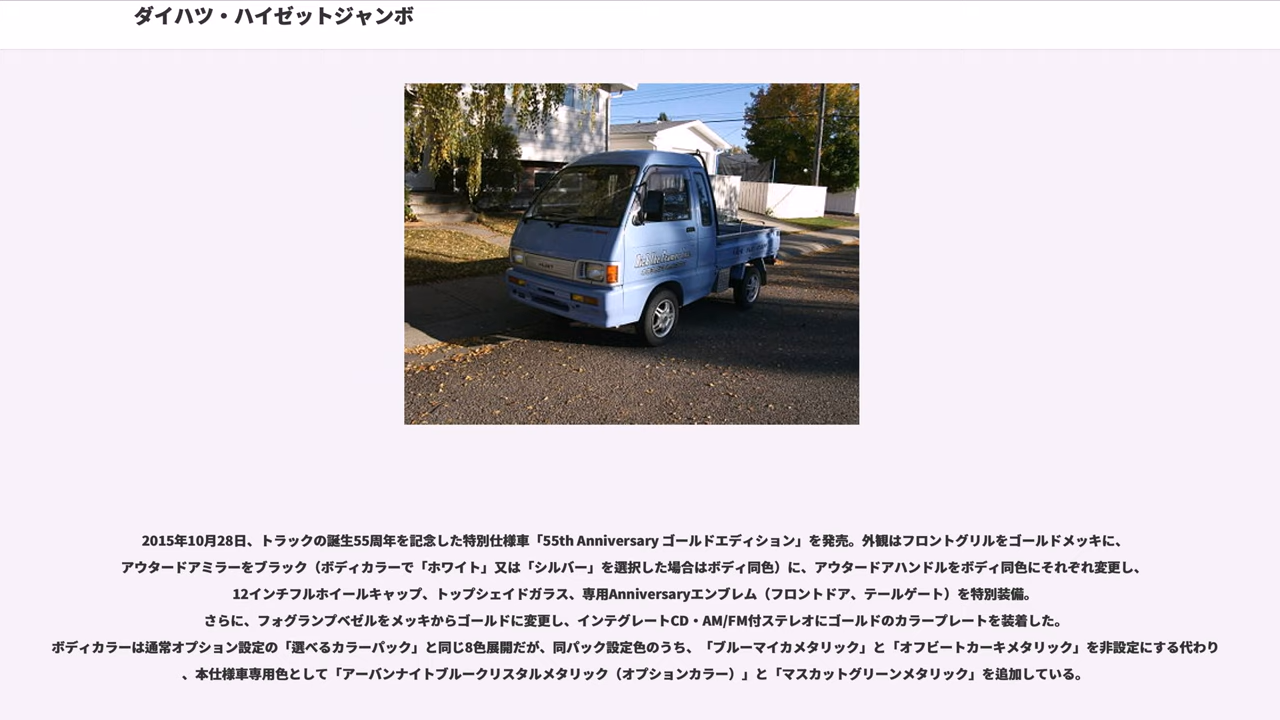 ダイハツ・ハイゼットジャンボ
2015年10月28日、トラックの誕生55周年を記念した特別仕様車「55th Anniversary ゴールドエディション」を発売。外観はフロントグリルをゴールドメッキに、
アウタードアミラーをブラック（ボディカラーで「ホワイト」又は「シルバー」を選択した場合はボディ同色）に、アウタードアハンドルをボディ同色にそれぞれ変更し、
12インチフルホイールキャップ、トップシェイドガラス、専用Anniversaryエンブレム（フロントドア、テールゲート）を特別装備。
さらに、フォグランプベゼルをメッキからゴールドに変更し、インテグレートCD・AM/FM付ステレオにゴールドのカラープレートを装着した。
ボディカラーは通常オプション設定の「選べるカラーパック」と同じ8色展開だが、同パック設定色のうち、「ブルーマイカメタリック」と「オフビートカーキメタリック」を非設定にする代わり
、本仕様車専用色として「アーバンナイトブルークリスタルメタリック（オプションカラー）」と「マスカットグリーンメタリック」を追加している。